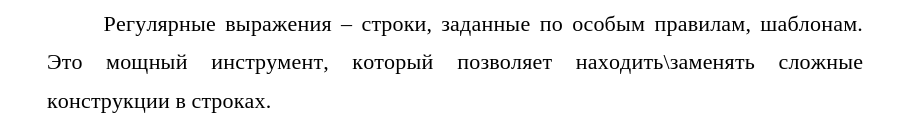 Регулярные выражения – строки, заданные по особым правилам, шаблонам.
Это мощный инструмент, который позволяет находить\заменять сложные
конструкции в строках.